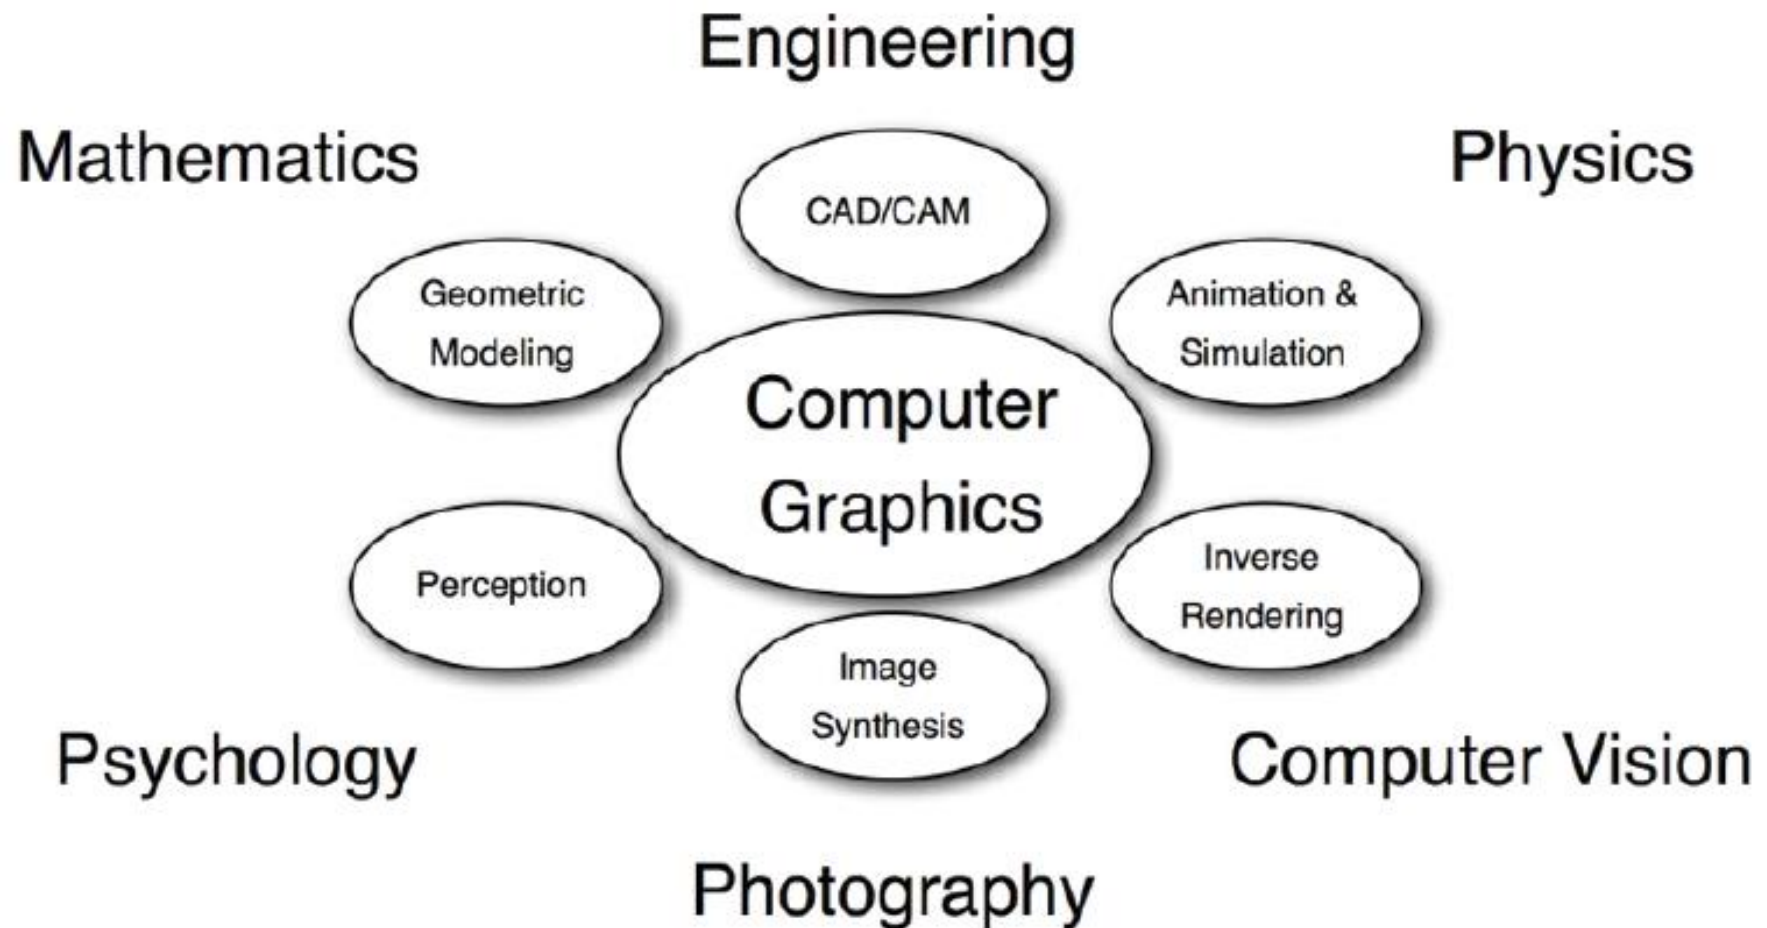 Engineering
Mathematics
Physics
CAD/CAM
Geometric
Modeling
Animation &
Simulation
Computer
Graphics
Perception
Inverse
Rendering
Image
Synthesis
Psychology
Computer Vision
Photography